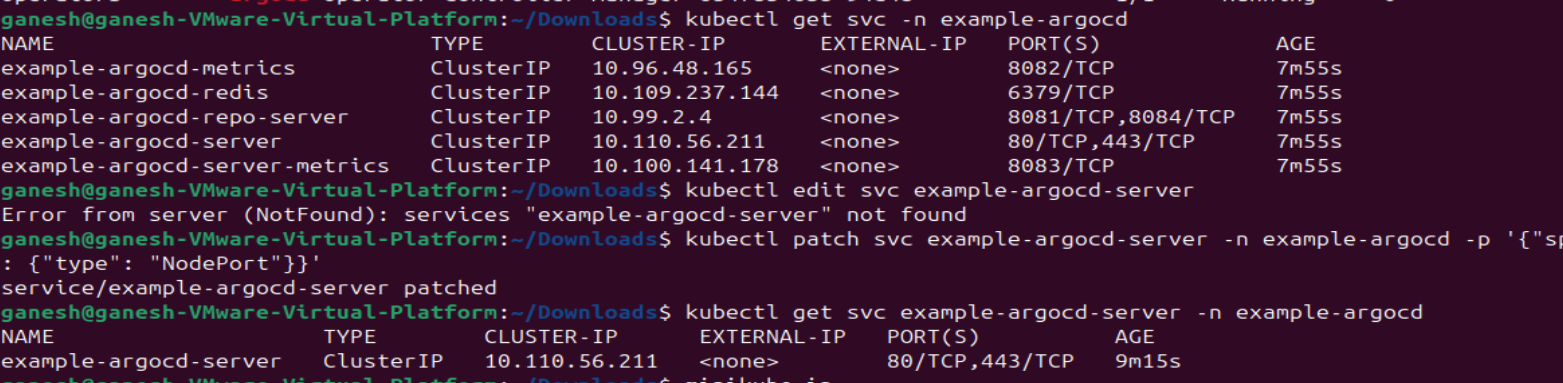 ganesh@ganesh-VMware-Virtual-Platform:~/Downloads$ kubectl get svc -n example-argocd
NAME TYPE CLUSTER-IP EXTERNAL-IP PORT(S) AGE
example-argocd-metrics ClusterIP 10.96.48.165 <none> 8082/TCP 7m55s
example-argocd-redis ClusterIP 10.109.237.144 <none> 6379/TCP 7m55s
example-argocd-repo-server ClusterIP 10.99.2.4 <none> 8081/TCP,8084/TCP 7m55s
example-argocd-server ClusterIP 10.110.56.211 <none> 80/TCP,443/TCP 7m55s
example-argocd-server-metrics ClusterIP 10.100.141.178 <none> 8083/TCP 7m55s
ganesh@ganesh-VMware-Virtual-Platform:~/Downloads$ kubectl edit svc example-argocd-server
Error from server (NotFound): services "example-argocd-server" not found
ganesh@ganesh-VMware-Virtual-Platform:~/Downloads$ kubectl patch svc example-argocd-server -n example-argocd -p '{"sp
: {"type": "NodePort"}}'
service/example-argocd-server patched
ganesh@ganesh-VMware-Virtual-Platform:~/Downloads$ kubectl get svc example-argocd-server -n example-argocd
NAME TYPE CLUSTER-IP EXTERNAL-IP PORT(S) AGE
example-argocd-server ClusterIP 10.110.56.211 <none> 80/TCP,443/TCP 9m15s